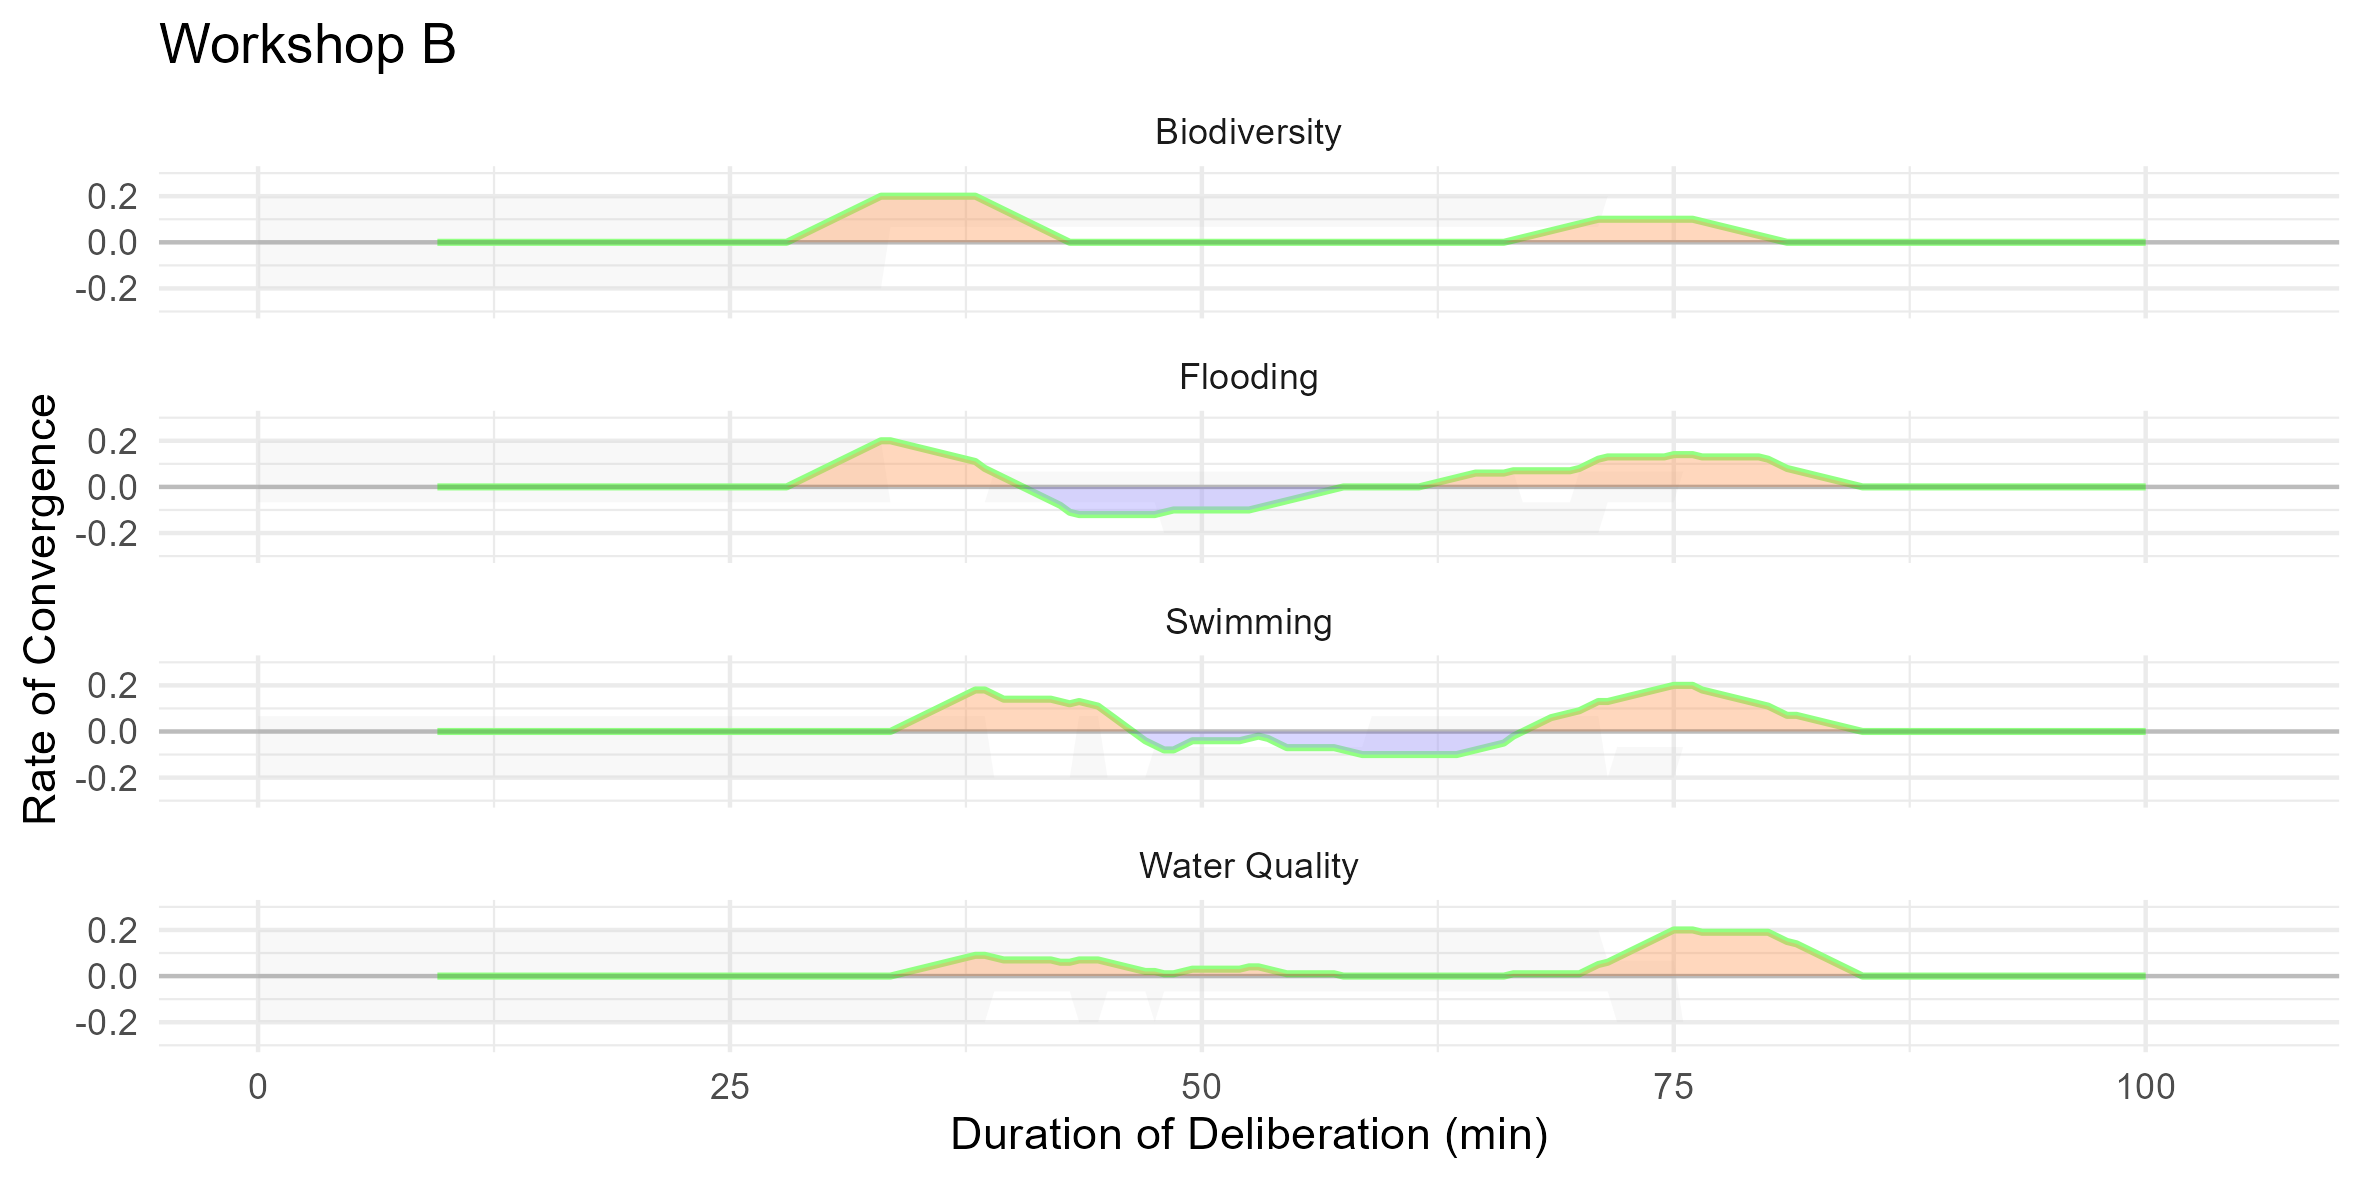 Workshop B
Biodiversity
0.2
0.0
-0.2
Flooding
0.2
0.0
-0.2
Swimming
0.2
0.0
-0.2
Water Quality
0.2
0.0
-0.2
Rate of Convergence
0 25 50 75 100
Duration of Deliberation (min)